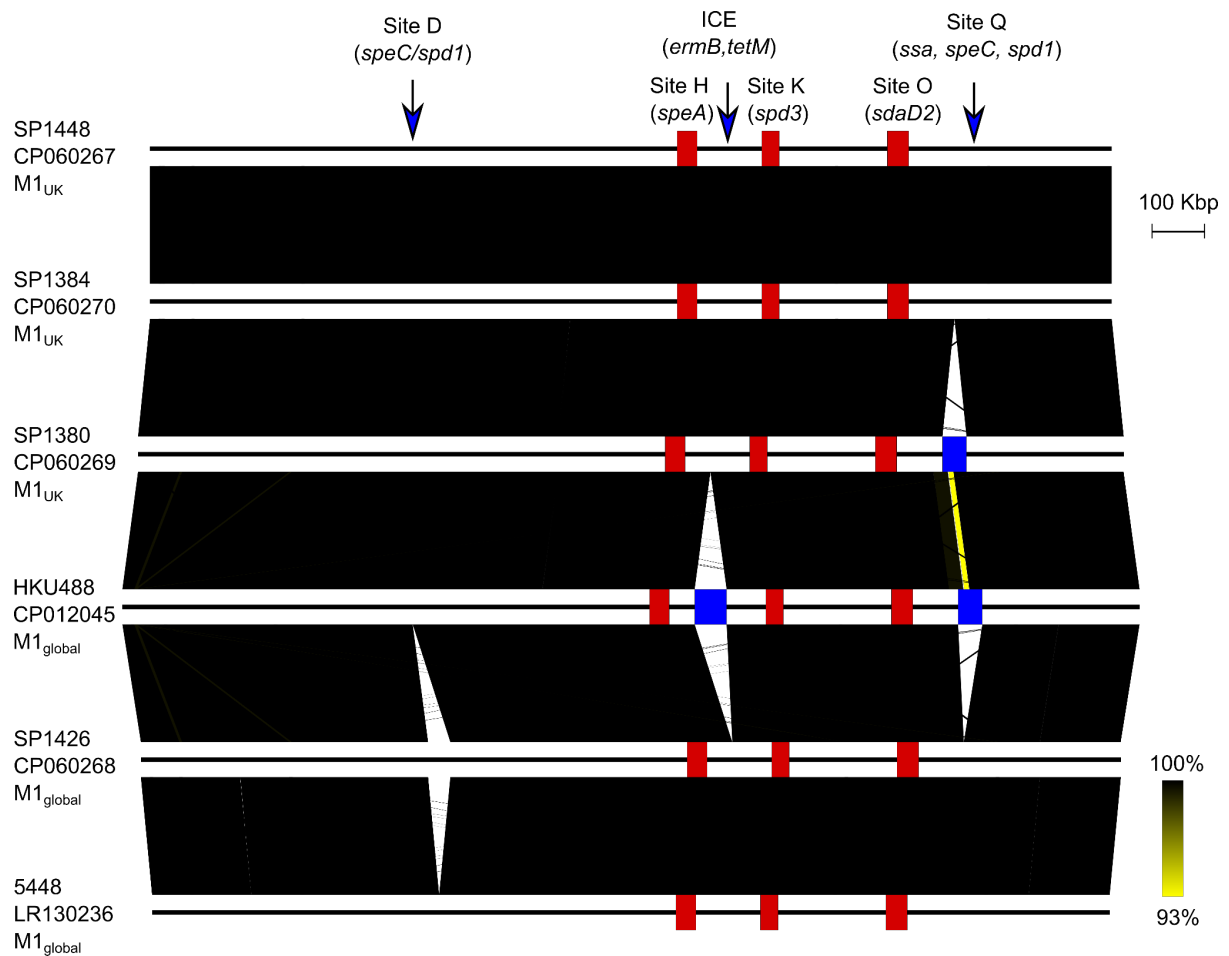 Site D
(speC/spd1)
ICE
(ermB,tetM)
Site Q
(ssa, speC, spd1)
Site H
(speA)
Site K
(spd3)
Site O
(sdaD2)
SP1448
CP060267
M1UK
100 Kbp
SP1384
CP060270
M1UK
SP1380
CP060269
M1UK
HKU488
CP012045
M1global
SP1426
CP060268
M1global
100%
93%
5448
LR130236
M1global